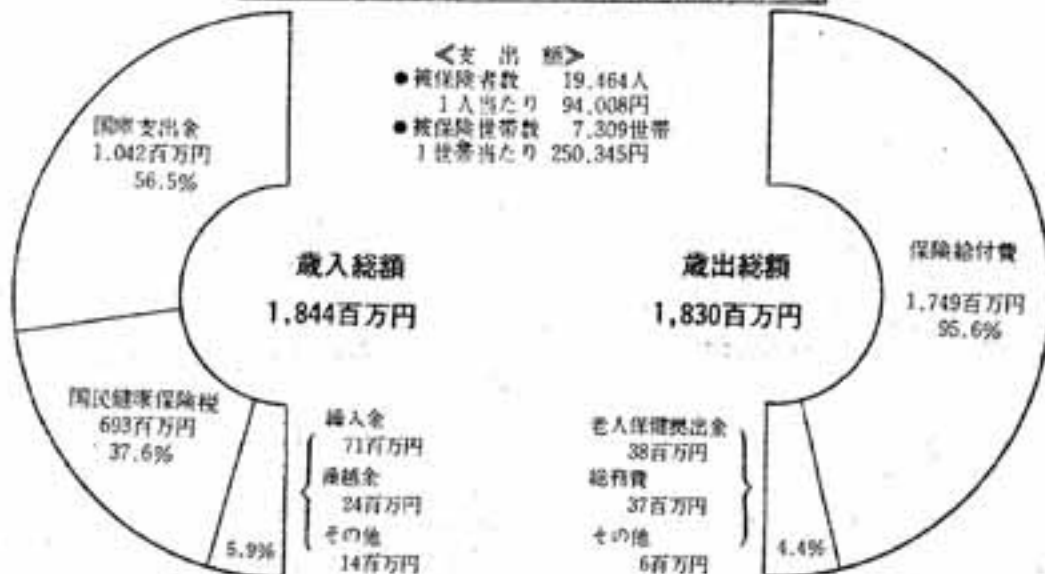 ≪支出額≫
●被保険者数 19,464人
1人当たり 94,008円
●被保険世帯数 7,309世帯
1世帯当たり 250,345円
国庫支出金
1,042百万円
56.5%
国民健康保険税
693百万円
37.6%
5.9%
歳入総額
1,844百万円
繰入金
71百万円
繰越金
24百万円
その他
14百万円
歳出総額
1,830百万円
老人保健拠出金
38百万円
総務費
37百万円
その他
6百万円
4.4%
保険給付費
1,749百万円
95.6%